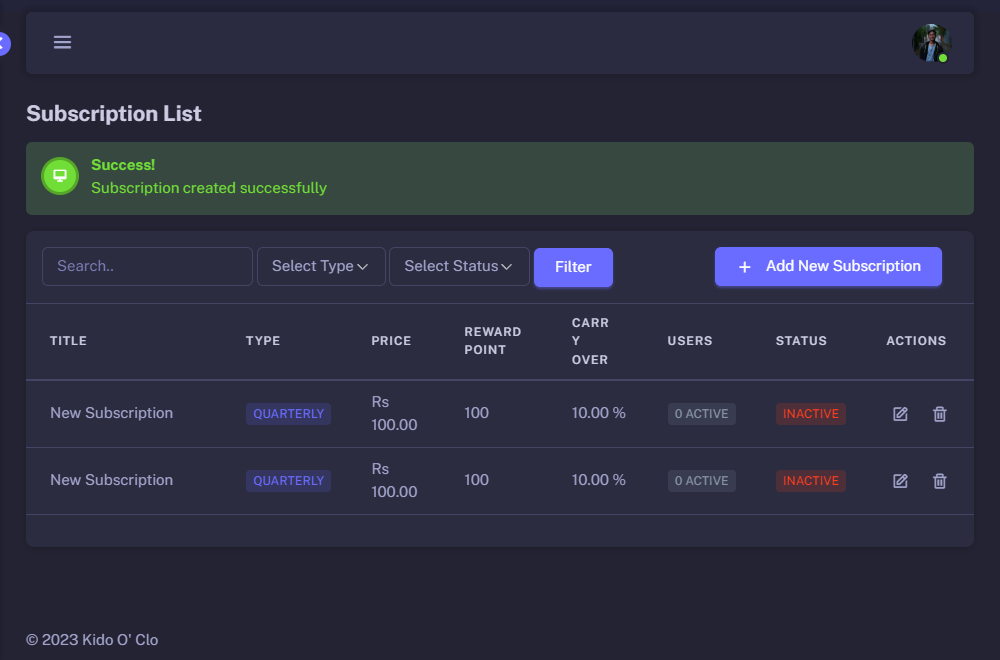 Subscription List
Success!
Subscription created successfully
Search.. Select Type Select Status Filter + Add New Subscription
TITLE TYPE PRICE REWARD POINT CARR Y OVER USERS STATUS ACTIONS
New Subscription QUARTERLY Rs 100.00 100 10.00 % 0 ACTIVE INACTIVE
New Subscription QUARTERLY Rs 100.00 100 10.00 % 0 ACTIVE INACTIVE
© 2023 Kido O' Clo